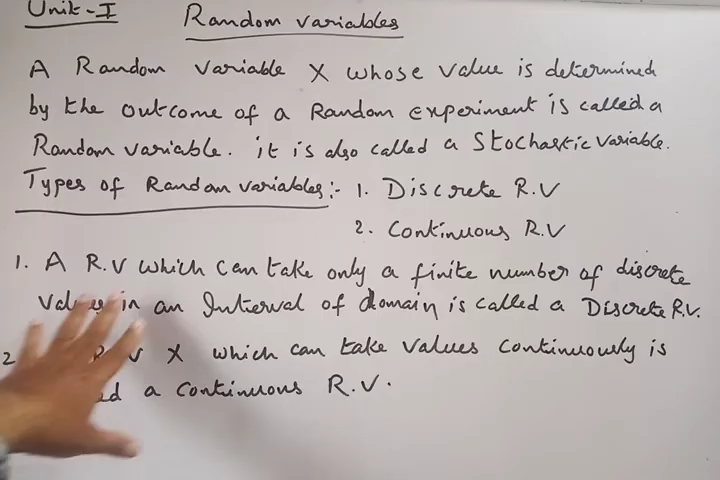 Unit-I Random variables
A Random variable X whose value is determined
by the outcome of a Random experiment is called a
Random variable. it is also called a Stochastic variable.
Types of Random variables:- 1. Discrete R.V
2. Continuous R.V
1. A R.V which can take only a finite number of discrete
values in an Interval of domain is called a Discrete R.V.
2 R.V X which can take values continuously is
a continuous R.V.